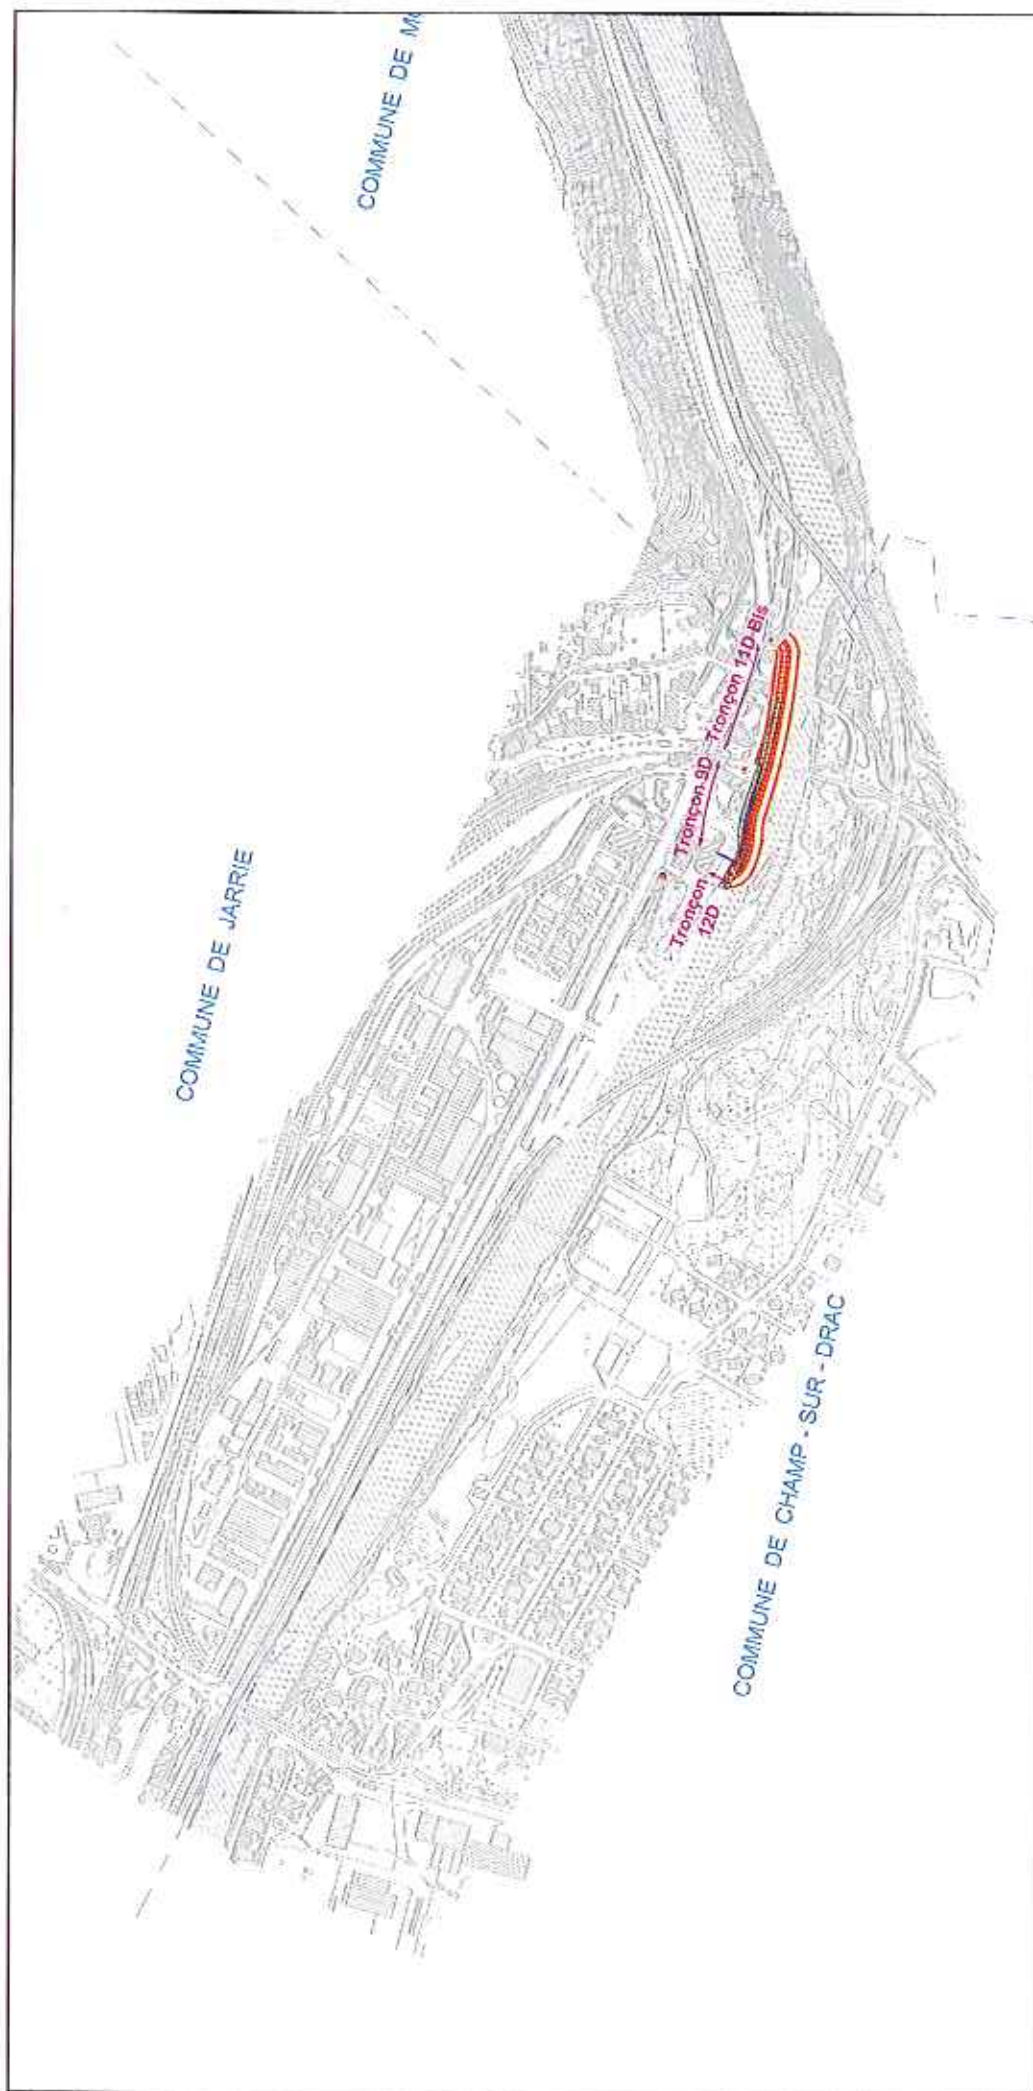 COMMUNE DE
COMMUNE DE JARRIE
Tronçon 11D-Bis
Tronçon 9D
Tronçon
12D
COMMUNE DE CHAMP - SUR - DRAC